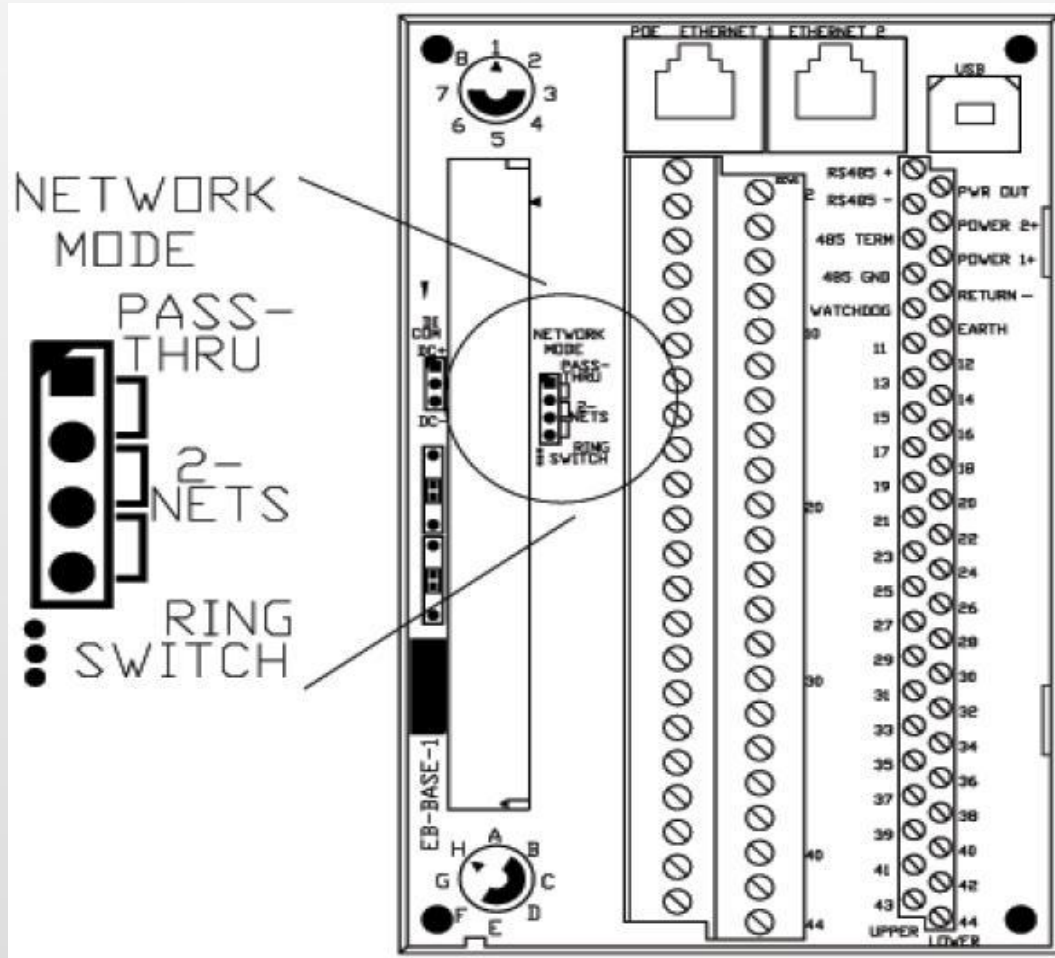 NETWORK
MODE
PASS-
THRU
2-
NETS
RING
SWITCH
8 1 2
7 3
6 5 4
POE ETHERNET 1 ETHERNET 2
USB
DI
COM
DC+
DC-
NETWORK
MODE
PASS-
THRU
2-
NETS
RING
SWITCH
EB-BASE-1
A
H B
G C
F D
E
2
10
20
30
40
44
RS485 +
PWR OUT
RS485 -
POWER 2+
485 TERM
POWER 1+
485 GND
RETURN -
WATCHDOG
EARTH
11
12
13
14
15
16
17
18
19
20
21
22
23
24
25
26
27
28
29
30
31
32
33
34
35
36
37
38
39
40
41
42
43
44
UPPER
LOWER